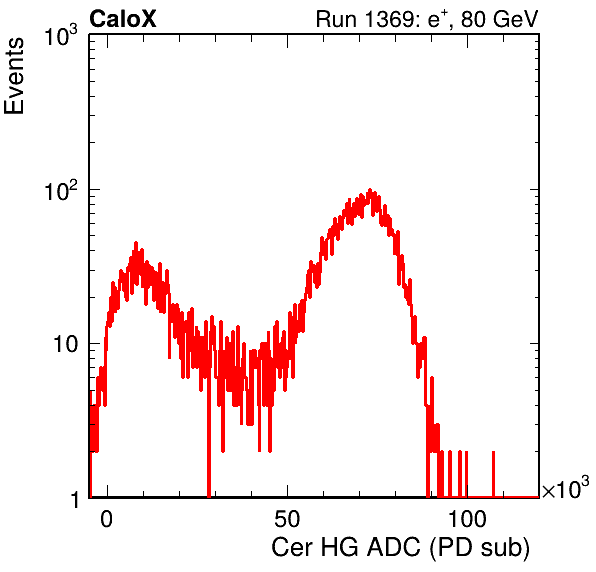 CaloX Run 1369: e⁺, 80 GeV
Events
10³
10²
10
1
0 50 100 ×10³
Cer HG ADC (PD sub)